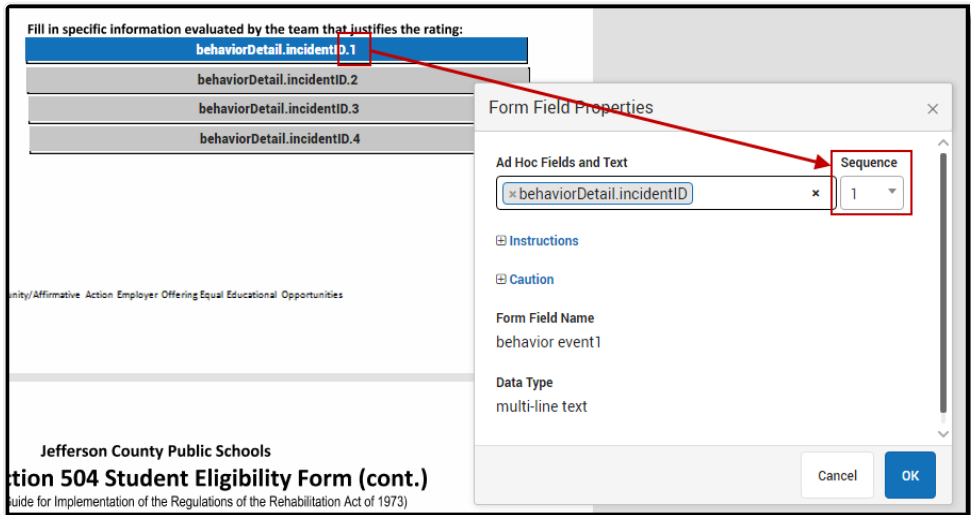 Fill in specific information evaluated by the team that justifies the rating:
behaviorDetail.incidentID.1
behaviorDetail.incidentID.2
behaviorDetail.incidentID.3
behaviorDetail.incidentID.4
Form Field Properties
Ad Hoc Fields and Text Sequence
behaviorDetail.incidentID 1
Instructions
Caution
Form Field Name
behavior event1
Data Type
multi-line text
Cancel OK
/Affirmative Action Employer Offering Equal Educational Opportunities
Jefferson County Public Schools
504 Student Eligibility Form (cont.)
for Implementation of the Regulations of the Rehabilitation Act of 1973)